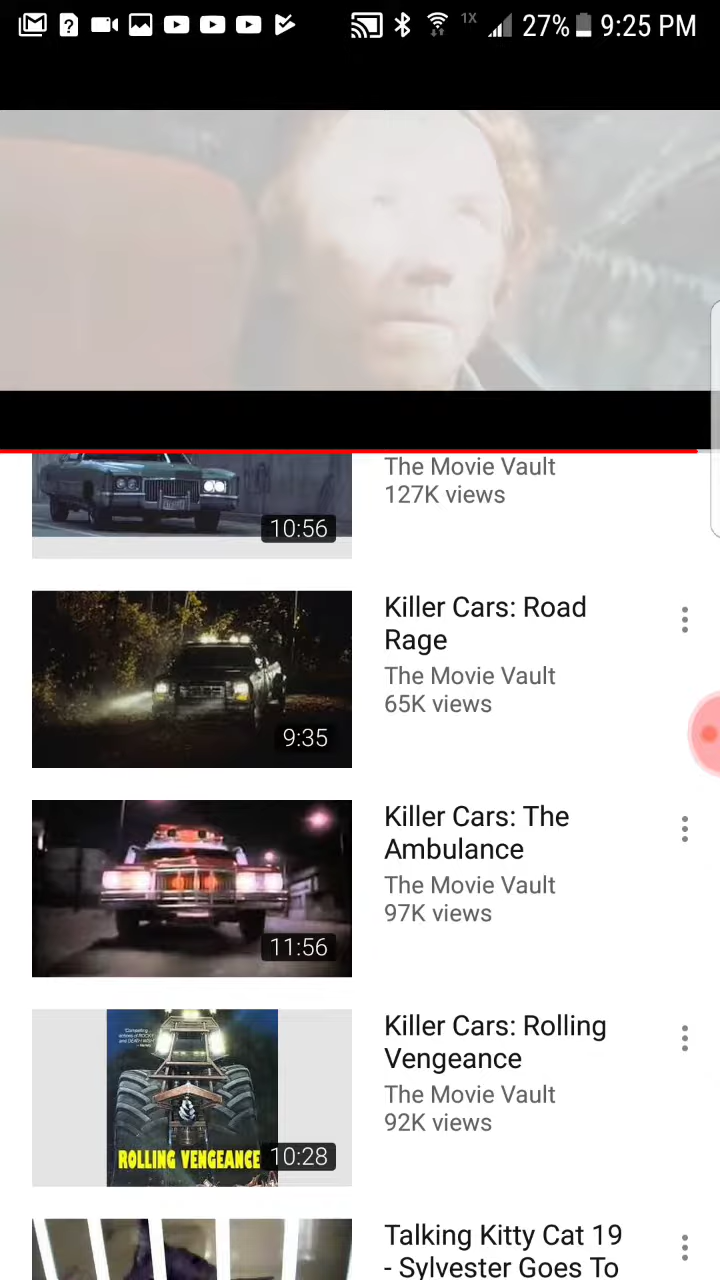 1X 27% 9:25 PM
The Movie Vault
127K views
10:56
Killer Cars: Road
Rage
The Movie Vault
65K views
9:35
Killer Cars: The
Ambulance
The Movie Vault
97K views
11:56
Killer Cars: Rolling
Vengeance
The Movie Vault
92K views
ROLLING VENGEANCE
10:28
Talking Kitty Cat 19
- Sylvester Goes To